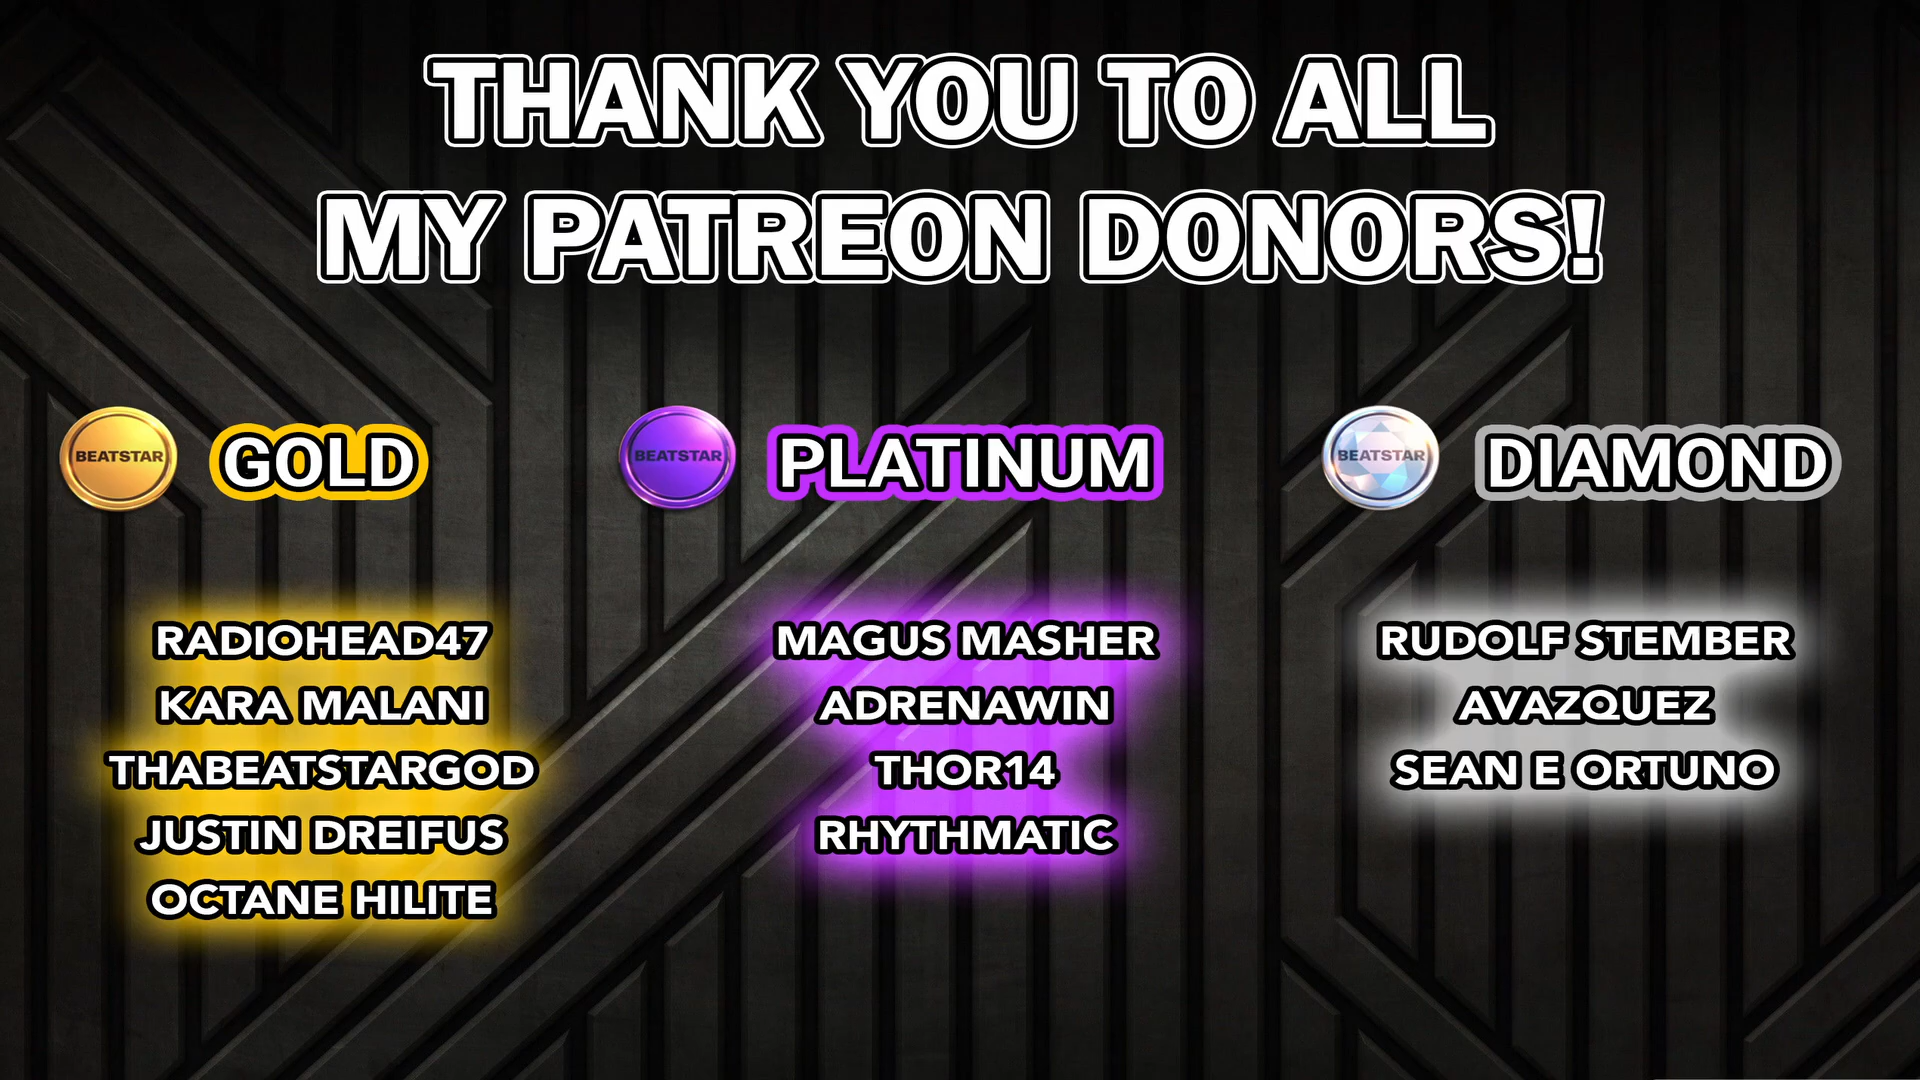 THANK YOU TO ALL
MY PATREON DONORS!
BEATSTAR GOLD
RADIOHEAD47
KARA MALANI
THABEATSTARGOD
JUSTIN DREIFUS
OCTANE HILITE
BEATSTAR PLATINUM
MAGUS MASHER
ADRENAWIN
THOR14
RHYTHMATIC
BEATSTAR DIAMOND
RUDOLF STEMBER
AVAZQUEZ
SEAN E ORTUNO